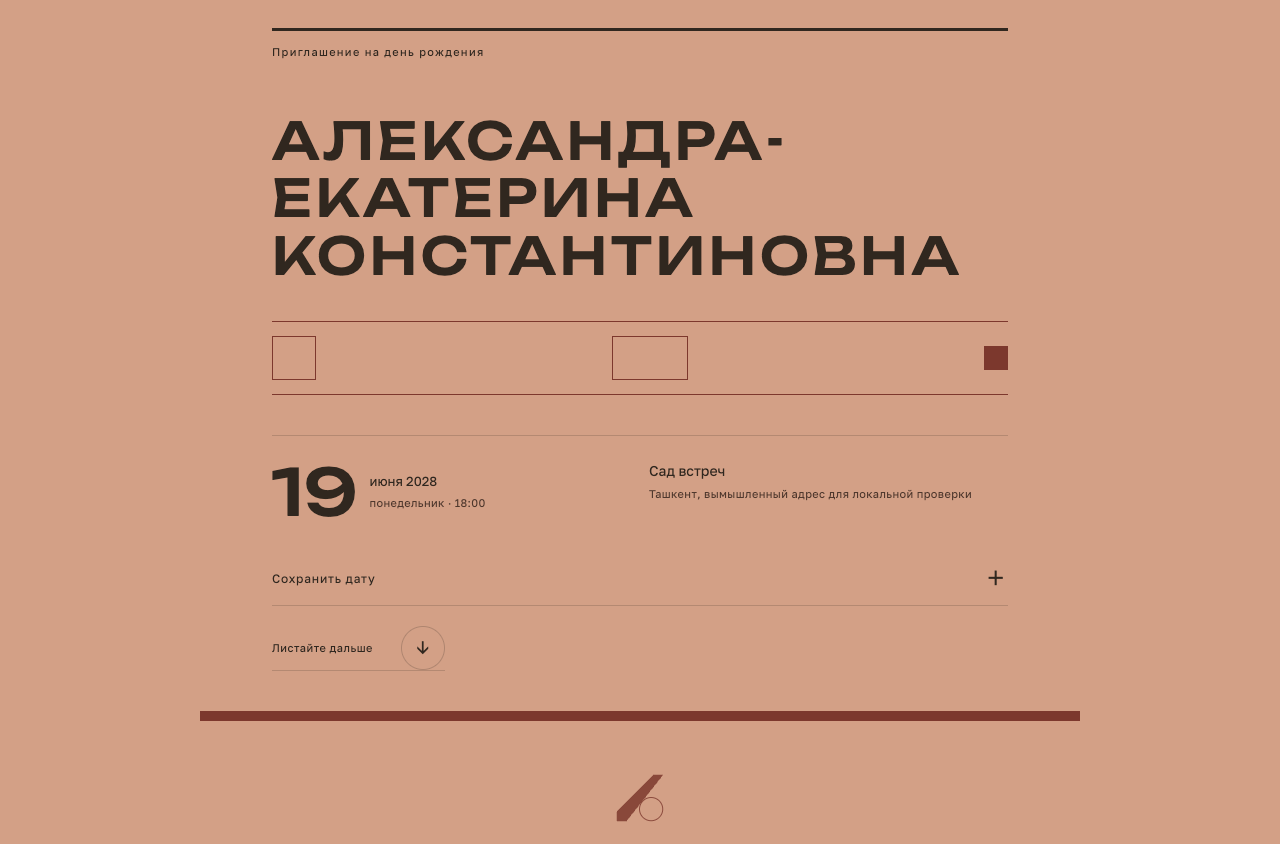 Приглашение на день рождения
АЛЕКСАНДРА-
ЕКАТЕРИНА
КОНСТАНТИНОВНА
19
июня 2028
понедельник · 18:00
Сад встреч
Ташкент, вымышленный адрес для локальной проверки
Сохранить дату
Листайте дальше